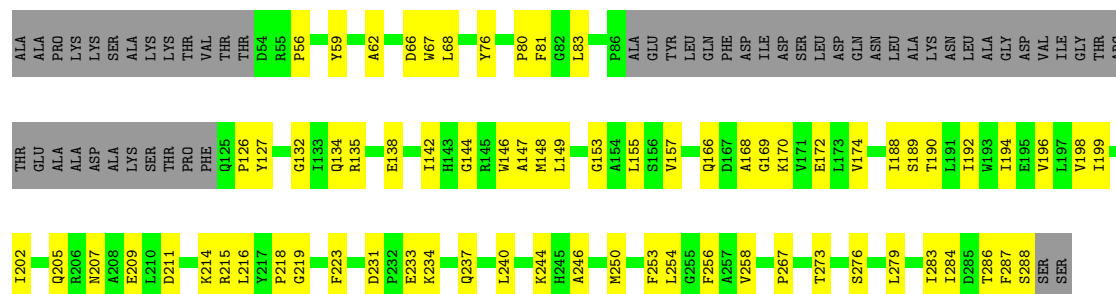 ALA ALA PRO LYS LYS SER ALA LYS LYS THR VAL THR THR D54 R55 P56 Y59 A62 D66 W67 L68 Y76 P80 F81 G82 L83 P86 ALA GLU TYR LEU GLN PHE ASP ILE ASP SER LEU ASP GLN ASN LEU ALA LYS ASN LEU ALA GLY ASP VAL ILE GLY THR ARG
THR GLU ALA ALA ASP ALA LYS SER THR PRO PHE Q125 P126 Y127 G132 I133 Q134 R135 E138 I142 H143 G144 R145 W146 A147 M148 L149 G153 A154 L155 S156 V157 Q166 D167 A168 G169 K170 V171 E172 L173 V174 I188 S189 T190 L191 I192 W193 I194 E195 V196 L197 V198 I199
I202 Q205 R206 N207 A208 E209 L210 D211 K214 R215 L216 Y217 P218 G219 F223 D231 P232 E233 K234 Q237 L240 K244 H245 A246 M250 F253 L254 G255 F256 A257 V258 P267 T273 S276 L279 I283 I284 D285 T286 F287 S288 SER SER